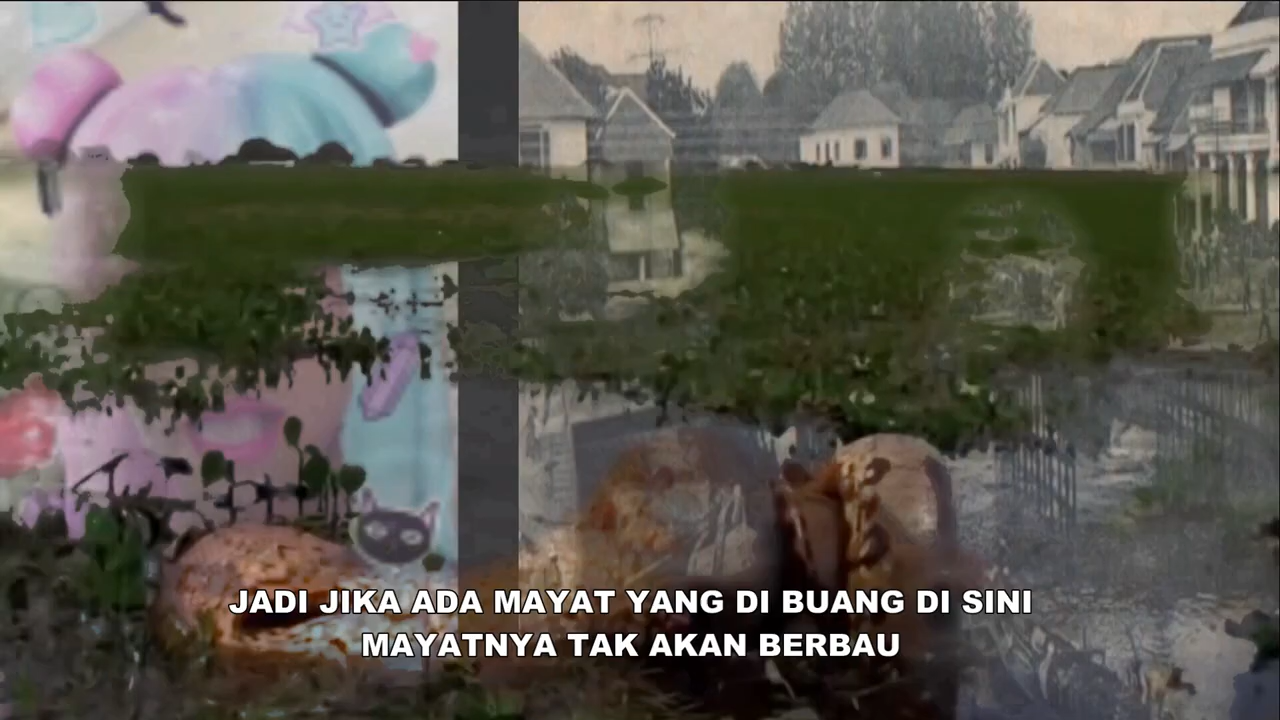 JADI JIKA ADA MAYAT YANG DI BUANG DI SINI
MAYATNYA TAK AKAN BERBAU